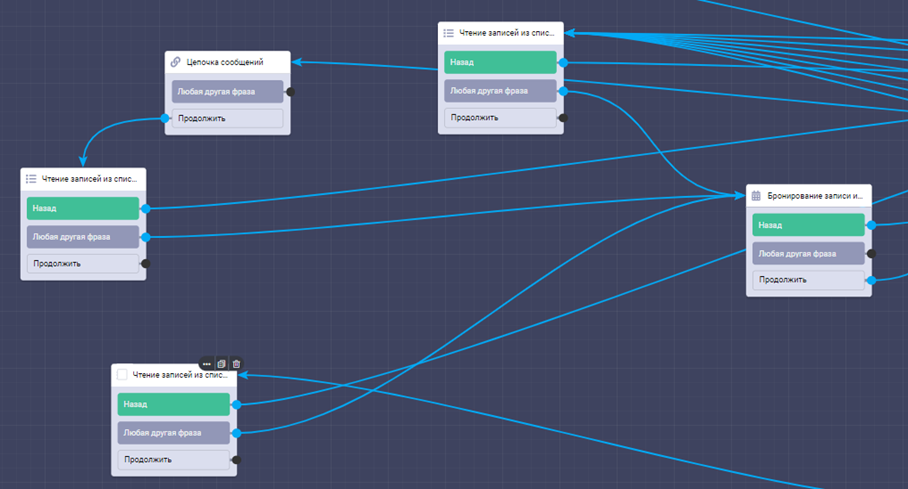 Чтение записей из спис...
Назад
Любая другая фраза
Продолжить
Цепочка сообщений
Любая другая фраза
Продолжить
Чтение записей из спис...
Назад
Любая другая фраза
Продолжить
Бронирование записи и...
Назад
Любая другая фраза
Продолжить
Чтение записей из спис...
Назад
Любая другая фраза
Продолжить